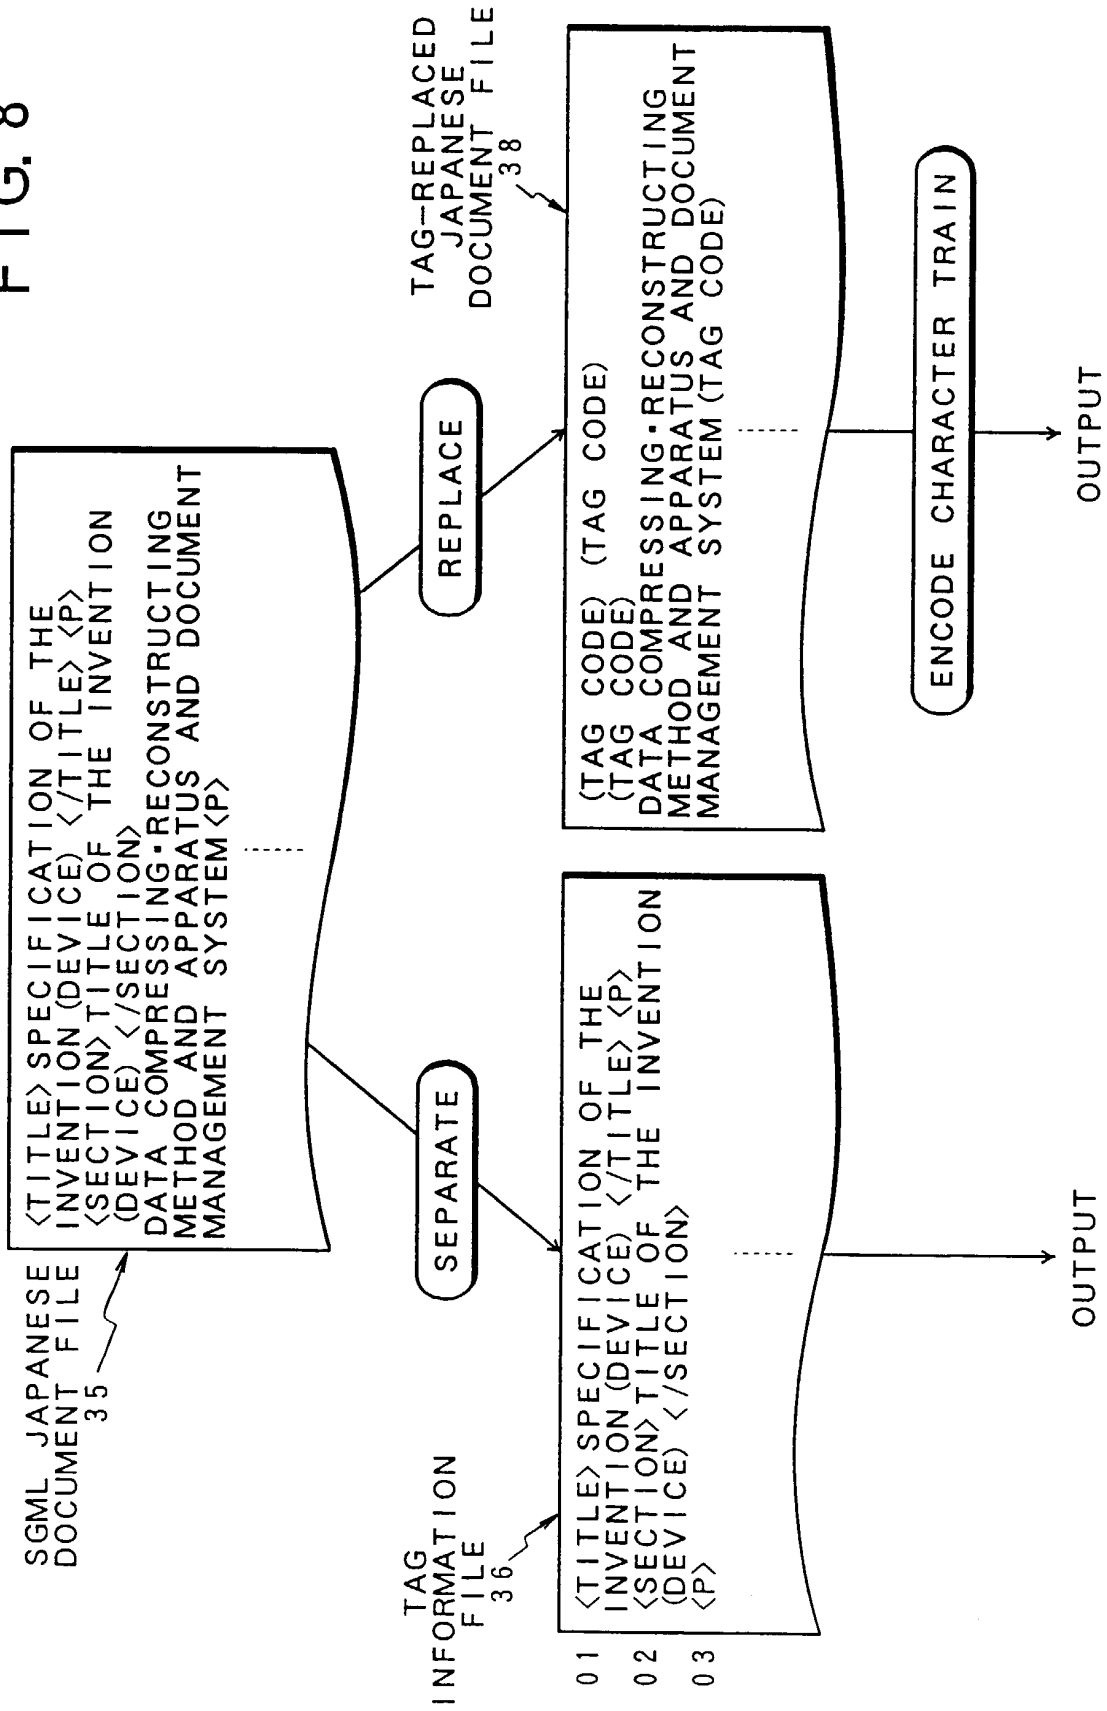 FIG. 8
SGML JAPANESE
DOCUMENT FILE
35
<TITLE>SPECIFICATION OF THE
INVENTION(DEVICE) </TITLE> <P>
<SECTION>TITLE OF THE INVENTION
(DEVICE) </SECTION>
DATA COMPRESSING·RECONSTRUCTING
METHOD AND APPARATUS AND DOCUMENT
MANAGEMENT SYSTEM<P>
SEPARATE
REPLACE
TAG
INFORMATION
FILE
36
01
02
03
<TITLE>SPECIFICATION OF THE
INVENTION(DEVICE) </TITLE> <P>
<SECTION>TITLE OF THE INVENTION
(DEVICE) </SECTION>
<P>
OUTPUT
TAG-REPLACED
JAPANESE
DOCUMENT FILE
38
(TAG CODE) (TAG CODE)
(TAG CODE)
DATA COMPRESSING·RECONSTRUCTING
METHOD AND APPARATUS AND DOCUMENT
MANAGEMENT SYSTEM(TAG CODE)
ENCODE CHARACTER TRAIN
OUTPUT